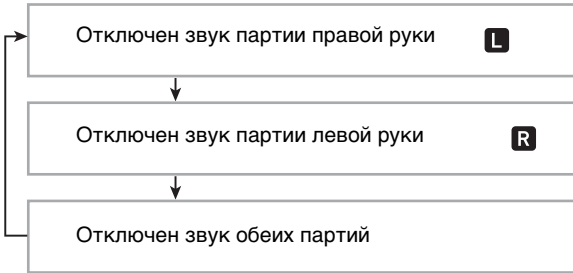 Отключен звук партии правой руки L
Отключен звук партии левой руки R
Отключен звук обеих партий